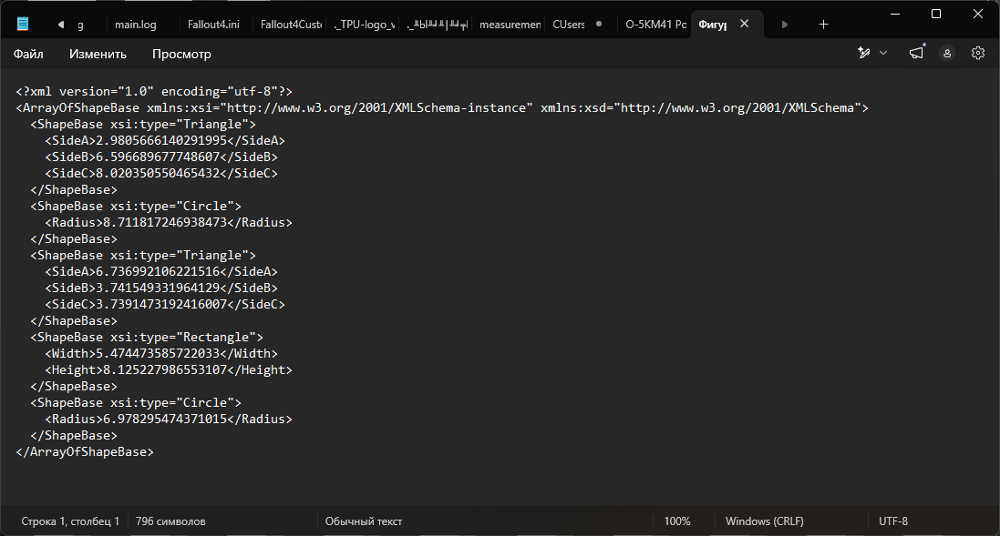 g main.log Fallout4.ini Fallout4Custo ._TPU-logo_v measuremen CUsers O-5KM41 Po Фигур
Файл Изменить Просмотр
<?xml version="1.0" encoding="utf-8"?>
<ArrayOfShapeBase xmlns:xsi="http://www.w3.org/2001/XMLSchema-instance" xmlns:xsd="http://www.w3.org/2001/XMLSchema">
  <ShapeBase xsi:type="Triangle">
    <SideA>2.9805666140291995</SideA>
    <SideB>6.596689677748607</SideB>
    <SideC>8.020350550465432</SideC>
  </ShapeBase>
  <ShapeBase xsi:type="Circle">
    <Radius>8.711817246938473</Radius>
  </ShapeBase>
  <ShapeBase xsi:type="Triangle">
    <SideA>6.736992106221516</SideA>
    <SideB>3.741549331964129</SideB>
    <SideC>3.7391473192416007</SideC>
  </ShapeBase>
  <ShapeBase xsi:type="Rectangle">
    <Width>5.474473585722033</Width>
    <Height>8.125227986553107</Height>
  </ShapeBase>
  <ShapeBase xsi:type="Circle">
    <Radius>6.978295474371015</Radius>
  </ShapeBase>
</ArrayOfShapeBase>
Строка 1, столбец 1 796 символов Обычный текст 100% Windows (CRLF) UTF-8